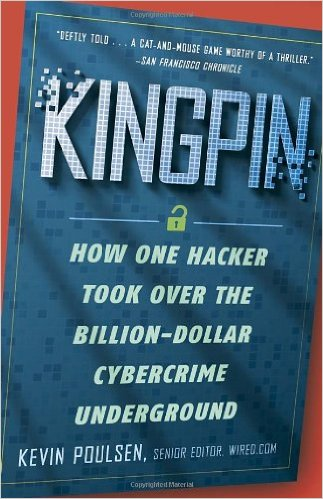 "DEFTLY TOLD . . . A CAT-AND-MOUSE GAME WORTHY OF A THRILLER."
—SAN FRANCISCO CHRONICLE
KINGPIN
HOW ONE HACKER
TOOK OVER THE
BILLION-DOLLAR
CYBERCRIME
UNDERGROUND
KEVIN POULSEN, SENIOR EDITOR, WIRED.COM